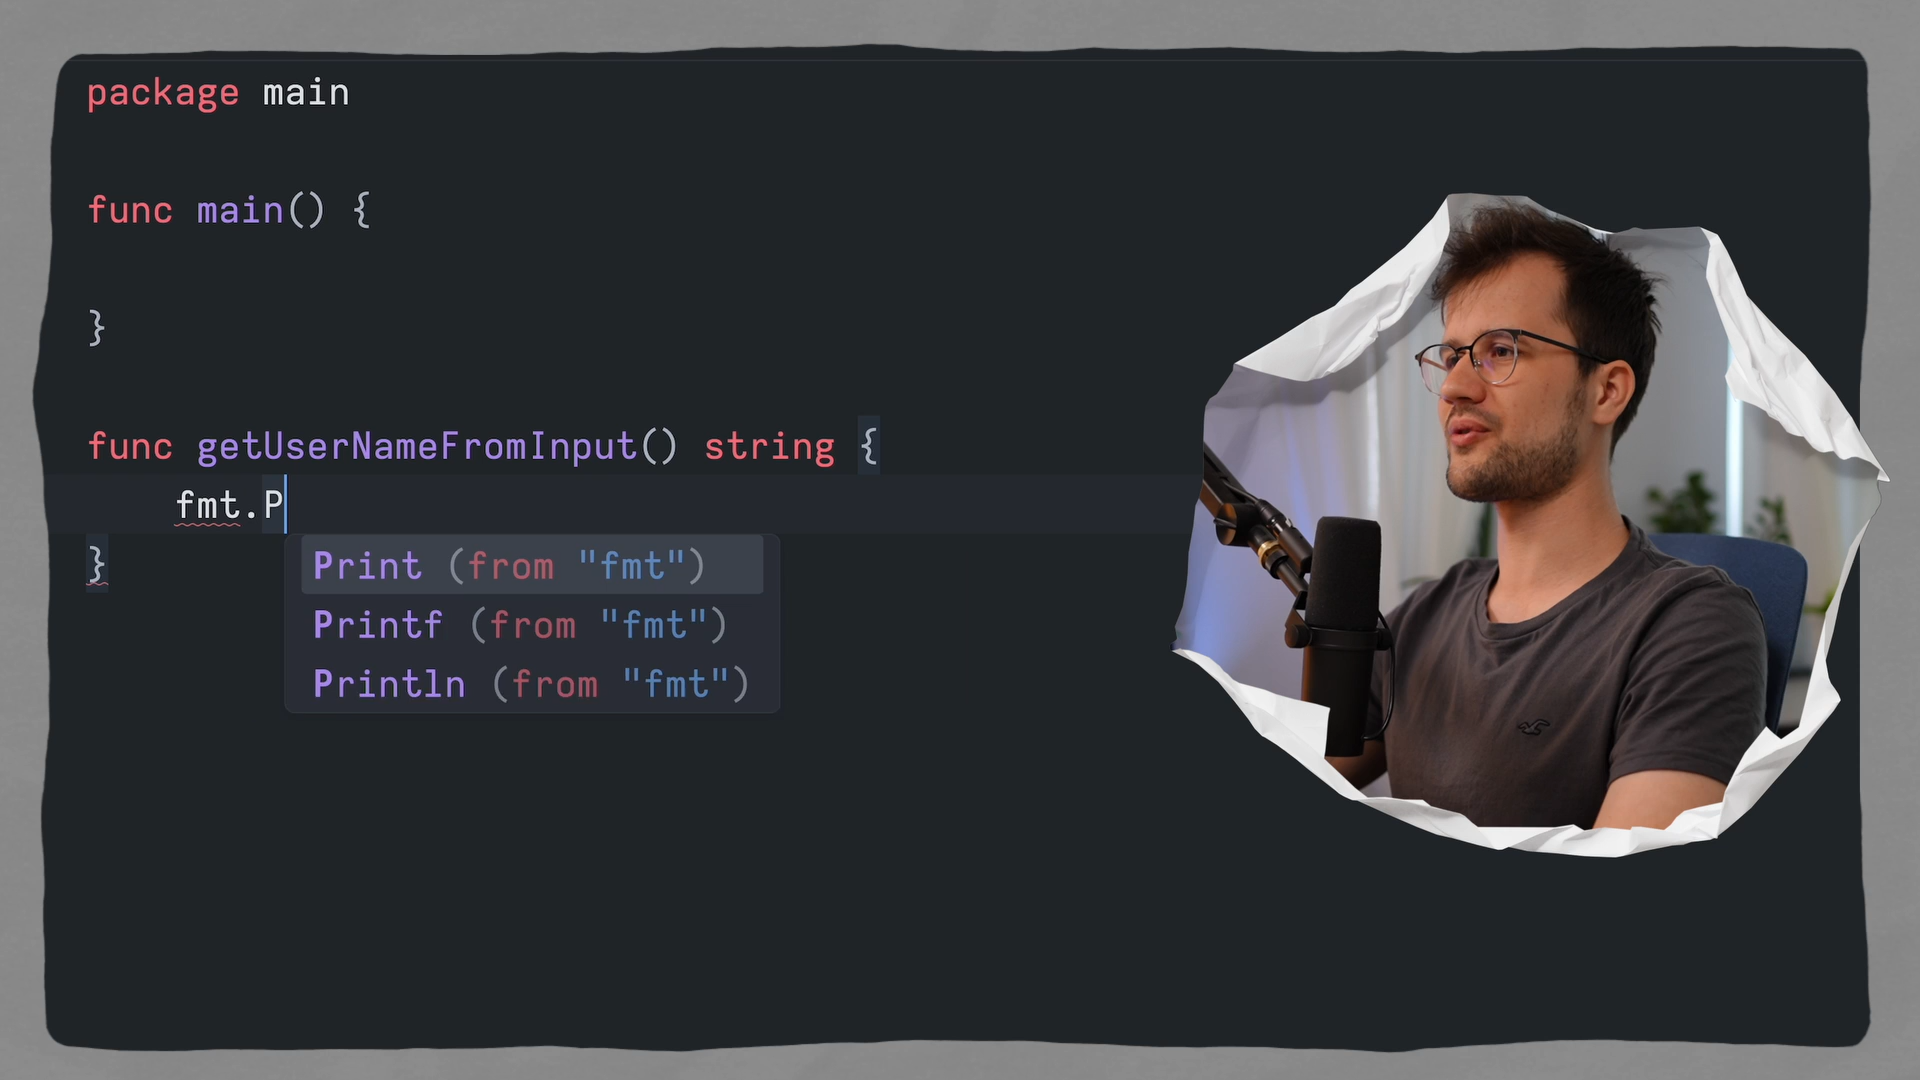 package main
func main() {
}
func getUserNameFromInput() string {
fmt.P
}
Print (from "fmt")
Printf (from "fmt")
Println (from "fmt")